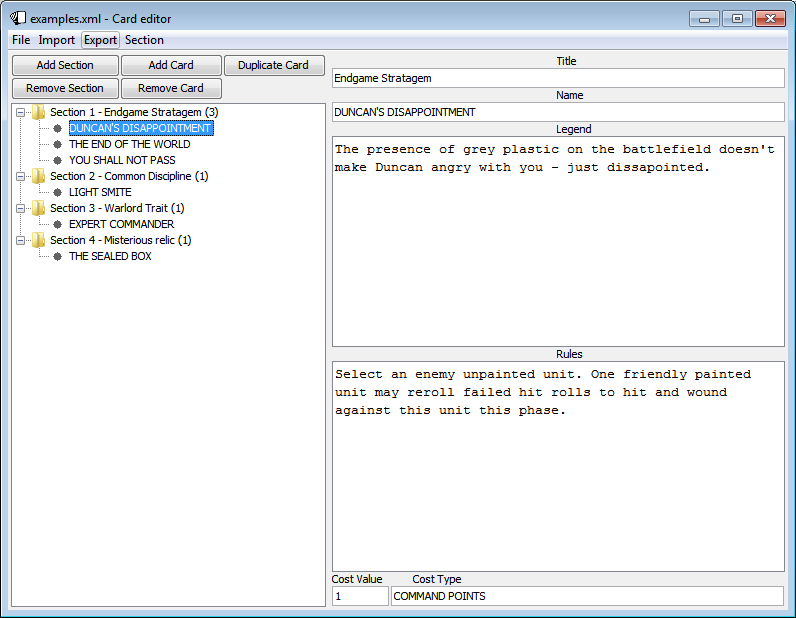 examples.xml - Card editor
File Import Export Section
Add Section Add Card Duplicate Card
Remove Section Remove Card
Section 1 - Endgame Stratagem (3)
DUNCAN'S DISAPPOINTMENT
THE END OF THE WORLD
YOU SHALL NOT PASS
Section 2 - Common Discipline (1)
LIGHT SMITE
Section 3 - Warlord Trait (1)
EXPERT COMMANDER
Section 4 - Misterious relic (1)
THE SEALED BOX
Title
Endgame Stratagem
Name
DUNCAN'S DISAPPOINTMENT
Legend
The presence of grey plastic on the battlefield doesn't
make Duncan angry with you - just dissapointed.
Rules
Select an enemy unpainted unit. One friendly painted
unit may reroll failed hit rolls to hit and wound
against this unit this phase.
Cost Value Cost Type
1 COMMAND POINTS